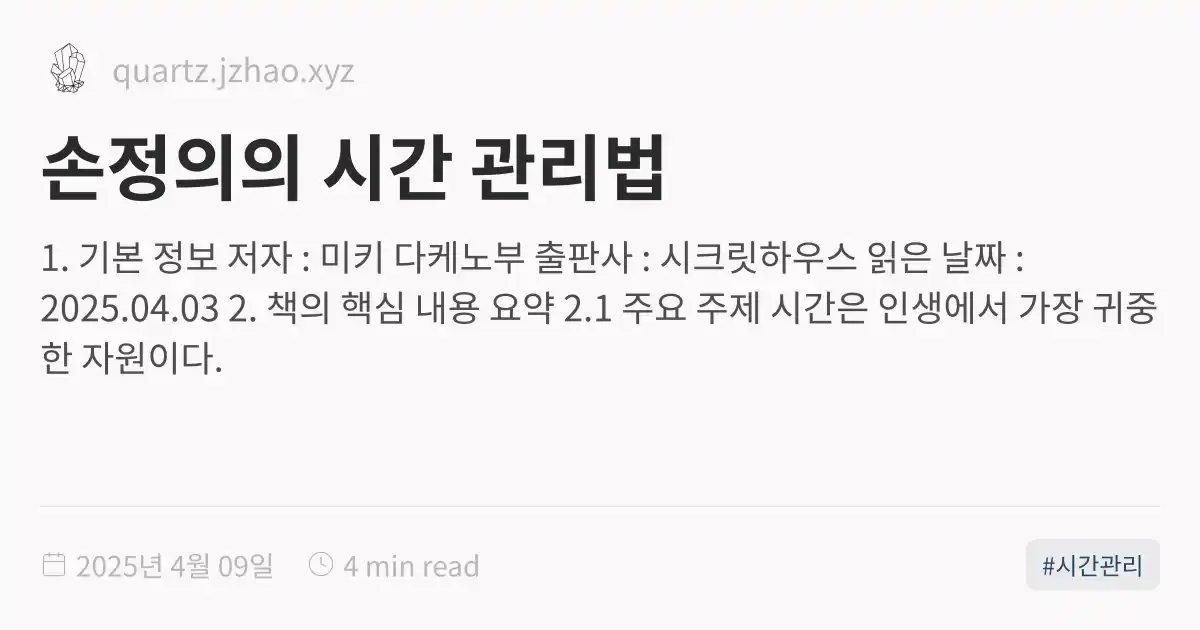 quartz.jzhao.xyz
손정의의 시간 관리법
1. 기본 정보 저자 : 미키 다케노부 출판사 : 시크릿하우스 읽은 날짜 :
2025.04.03 2. 책의 핵심 내용 요약 2.1 주요 주제 시간은 인생에서 가장 귀중
한 자원이다.
2025년 4월 09일
4 min read
#시간관리